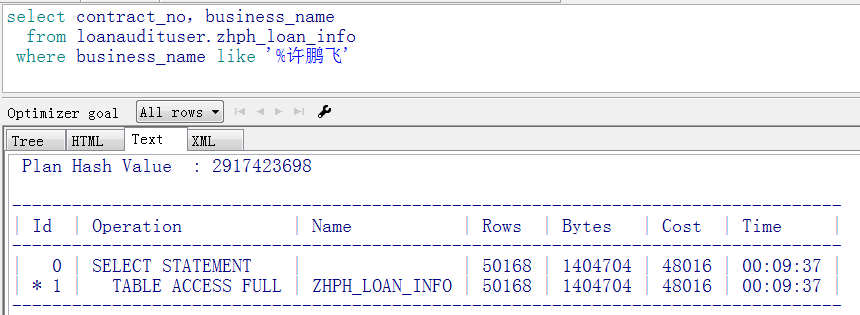 select contract_no，business_name
from loanaudituser.zhph_loan_info
where business_name like '%许鹏飞'
Optimizer goal All rows
Tree HTML Text XML
Plan Hash Value : 2917423698
--------------------------------------------------------------------------------
| Id | Operation | Name | Rows | Bytes | Cost | Time |
--------------------------------------------------------------------------------
| 0 | SELECT STATEMENT | | 50168 | 1404704 | 48016 | 00:09:37 |
| * 1 | TABLE ACCESS FULL | ZHPH_LOAN_INFO | 50168 | 1404704 | 48016 | 00:09:37 |
--------------------------------------------------------------------------------